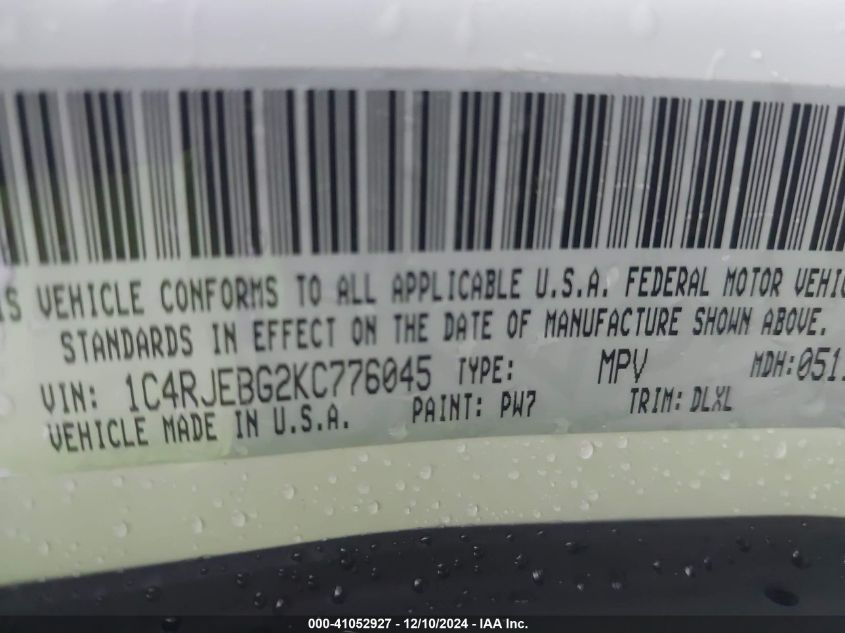 IS VEHICLE CONFORMS TO ALL APPLICABLE U.S.A. FEDERAL MOTOR VEHIC
STANDARDS IN EFFECT ON THE DATE OF MANUFACTURE SHOWN ABOVE.
VIN: 1C4RJEBG2KC776045 TYPE: MPV MDH: 051
VEHICLE MADE IN U.S.A. PAINT: PW7 TRIM: DLXL
000-41052927 - 12/10/2024 - IAA Inc.